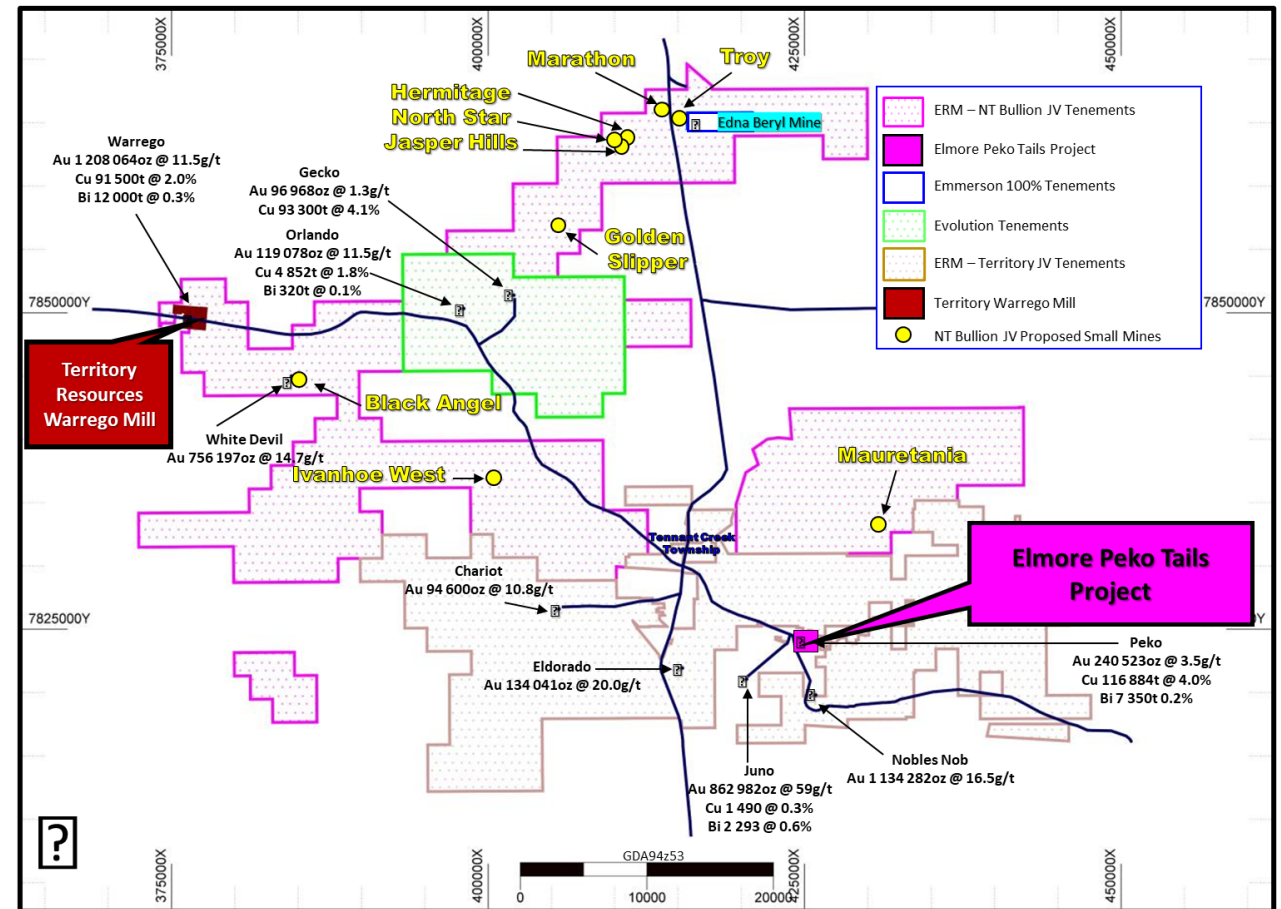 375000X
400000X
425000X
450000X
Marathon
Troy
Hermitage
North Star
Jasper Hills
Edna Beryl Mine
ERM – NT Bullion JV Tenements
Elmore Peko Tails Project
Emmerson 100% Tenements
Evolution Tenements
ERM – Territory JV Tenements
Territory Warrego Mill
NT Bullion JV Proposed Small Mines
Warrego
Au 1 208 064oz @ 11.5g/t
Cu 91 500t @ 2.0%
Bi 12 000t @ 0.3%
Gecko
Au 96 968oz @ 1.3g/t
Cu 93 300t @ 4.1%
Orlando
Au 119 078oz @ 11.5g/t
Cu 4 852t @ 1.8%
Bi 320t @ 0.1%
Golden
Slipper
7850000Y
7850000Y
Territory
Resources
Warrego Mill
Black Angel
White Devil
Au 756 197oz @ 14.7g/t
Ivanhoe West
Mauretania
Tennant Creek
Township
Elmore Peko Tails
Project
Chariot
Au 94 600oz @ 10.8g/t
7825000Y
Y
Eldorado
Au 134 041oz @ 20.0g/t
Peko
Au 240 523oz @ 3.5g/t
Cu 116 884t @ 4.0%
Bi 7 350t 0.2%
Juno
Au 862 982oz @ 59g/t
Cu 1 490 @ 0.3%
Bi 2 293 @ 0.6%
Nobles Nob
Au 1 134 282oz @ 16.5g/t
?
GDA94z53
0
10000
20000
375000X
400000X
425000X
450000X